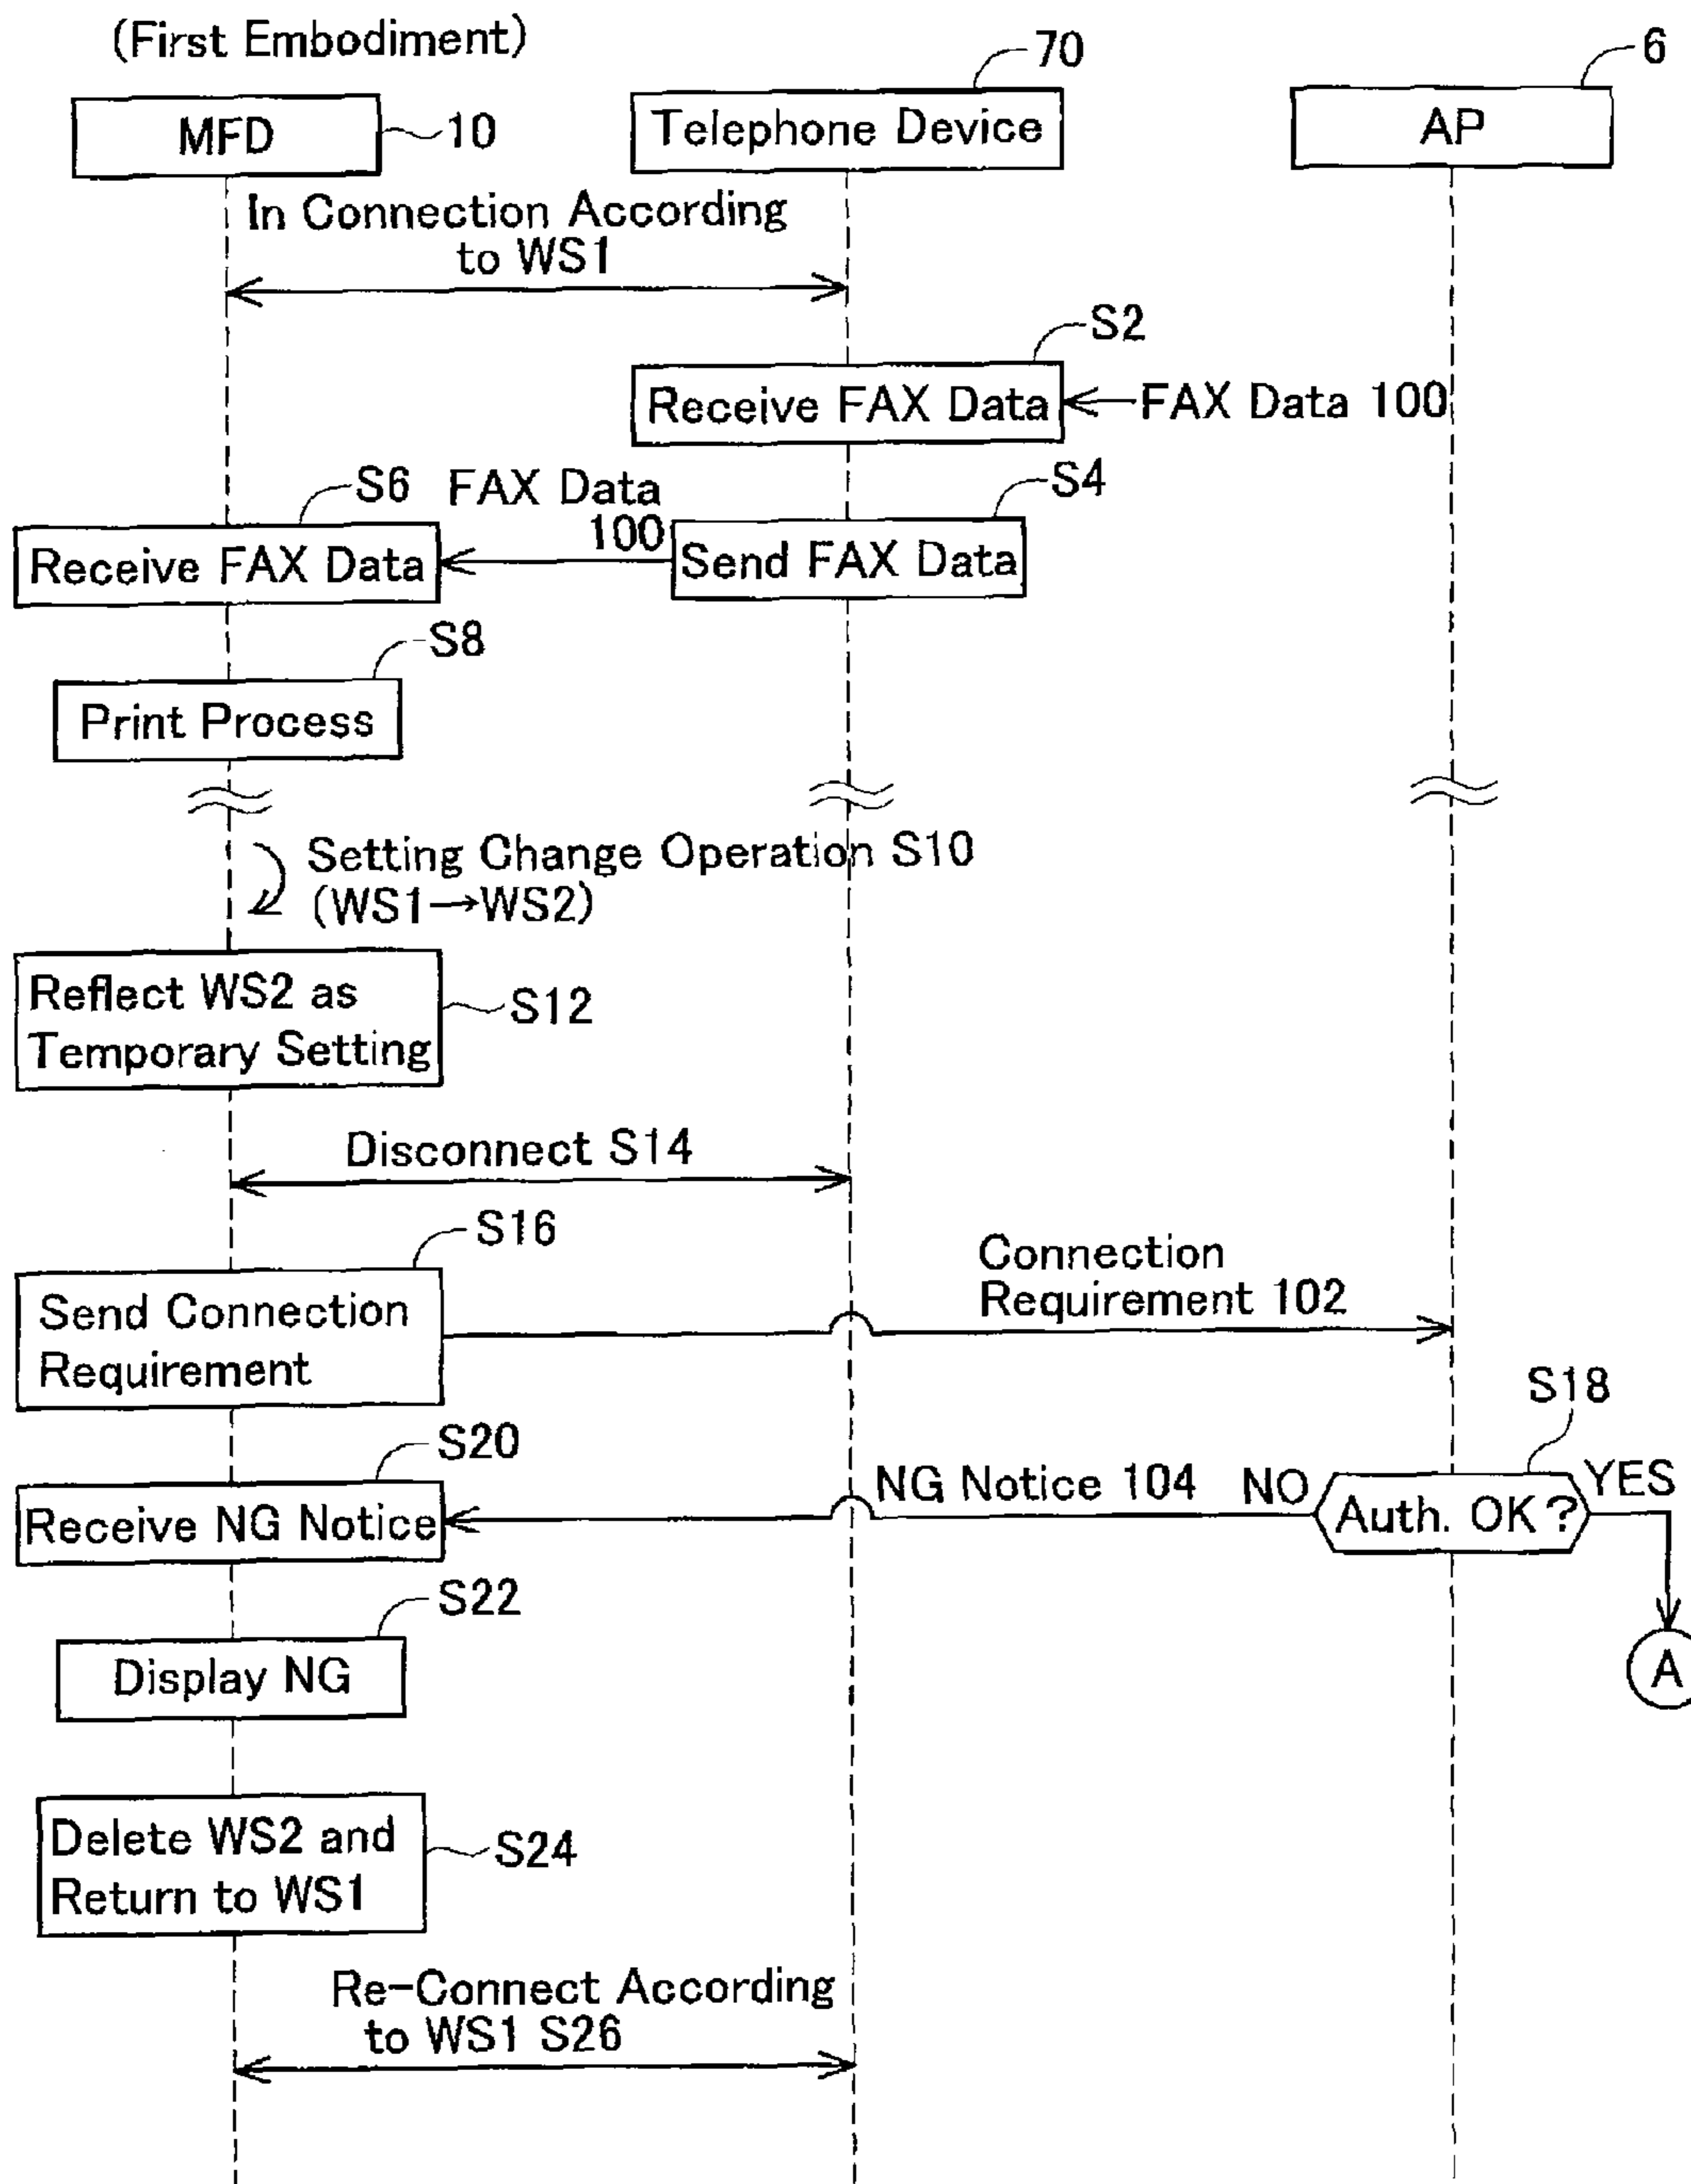 (First Embodiment)
MFD
10
Telephone Device
70
AP
6
In Connection According
to WS1
S2
Receive FAX Data
FAX Data 100
S6
FAX Data
100
S4
Receive FAX Data
Send FAX Data
S8
Print Process
Setting Change Operation S10
(WS1→WS2)
Reflect WS2 as
Temporary Setting
S12
Disconnect S14
S16
Send Connection
Requirement
Connection
Requirement 102
S18
S20
Receive NG Notice
NG Notice 104
NO
Auth. OK?
YES
S22
Display NG
A
Delete WS2 and
Return to WS1
S24
Re-Connect According
to WS1 S26